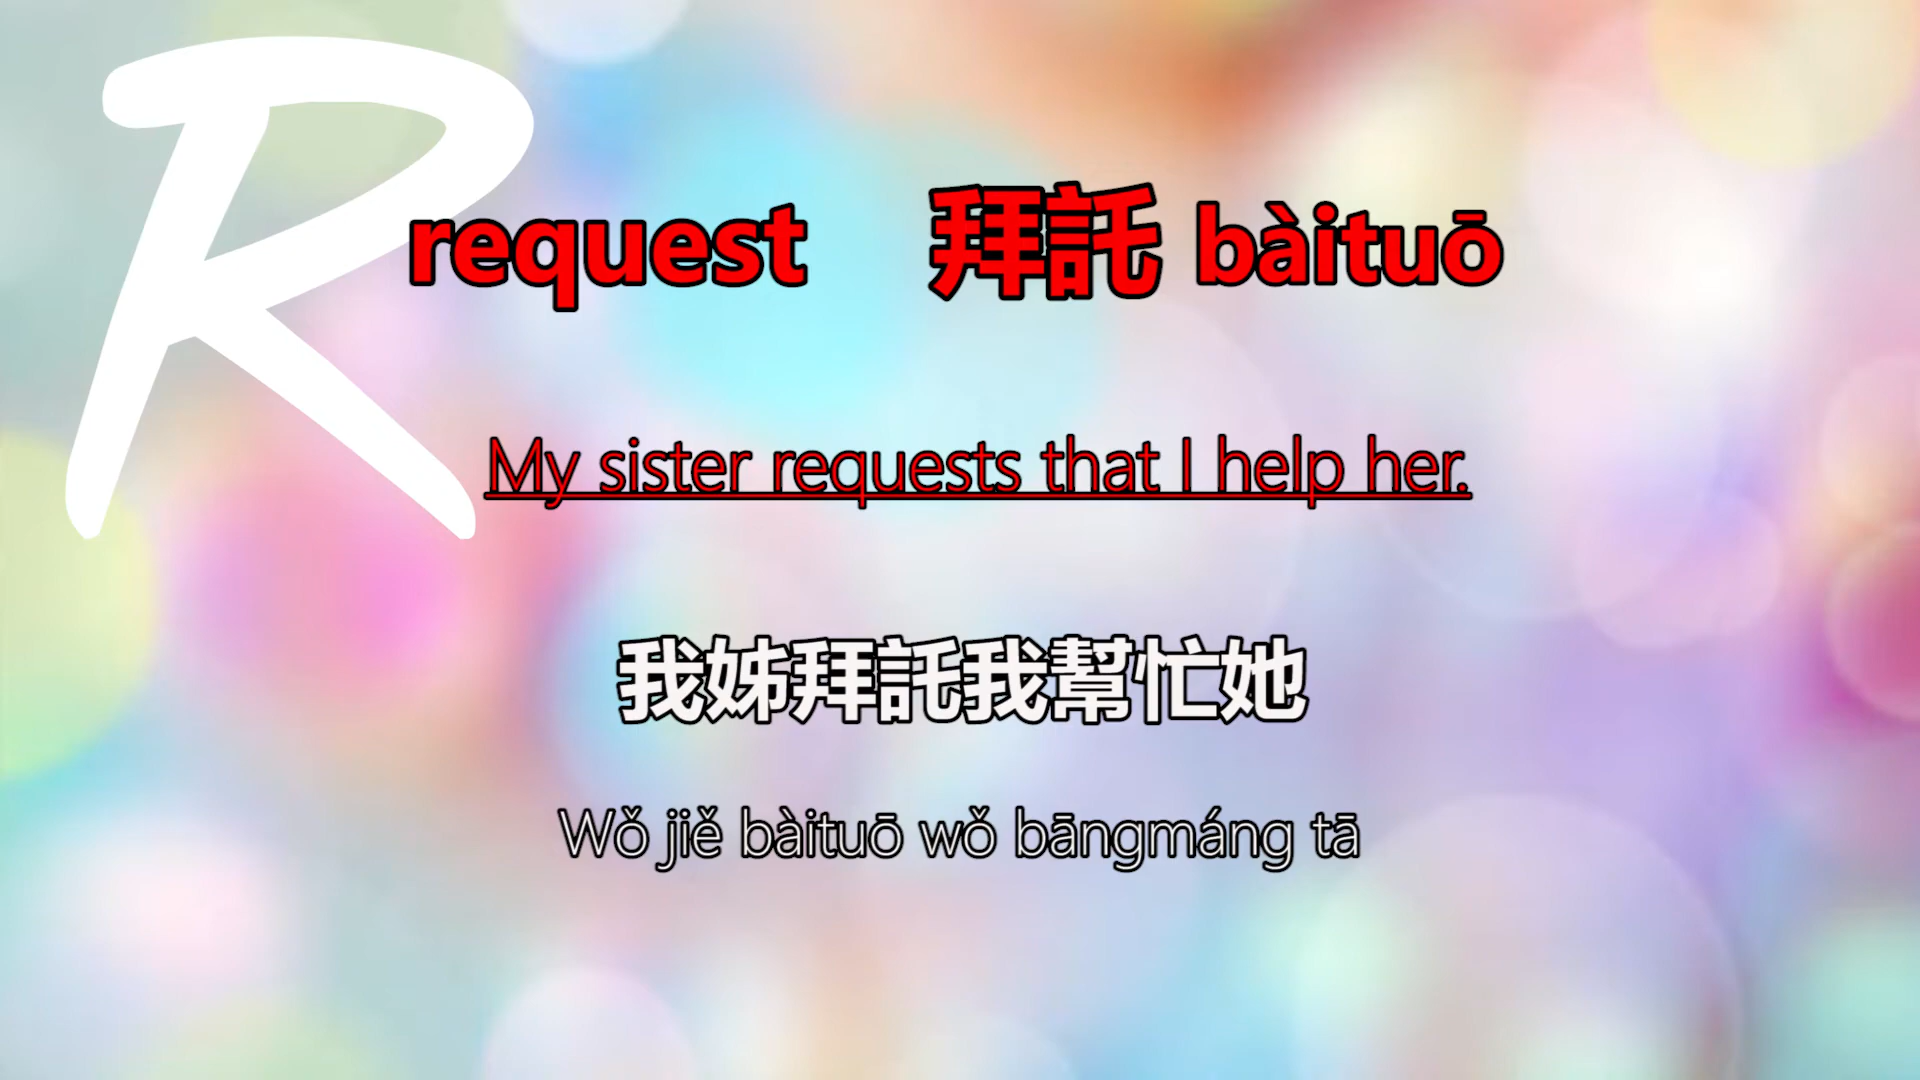 R
request 拜託 bàituō
My sister requests that I help her.
我姊拜託我幫忙她
Wǒ jiě bàituō wǒ bāngmáng tā